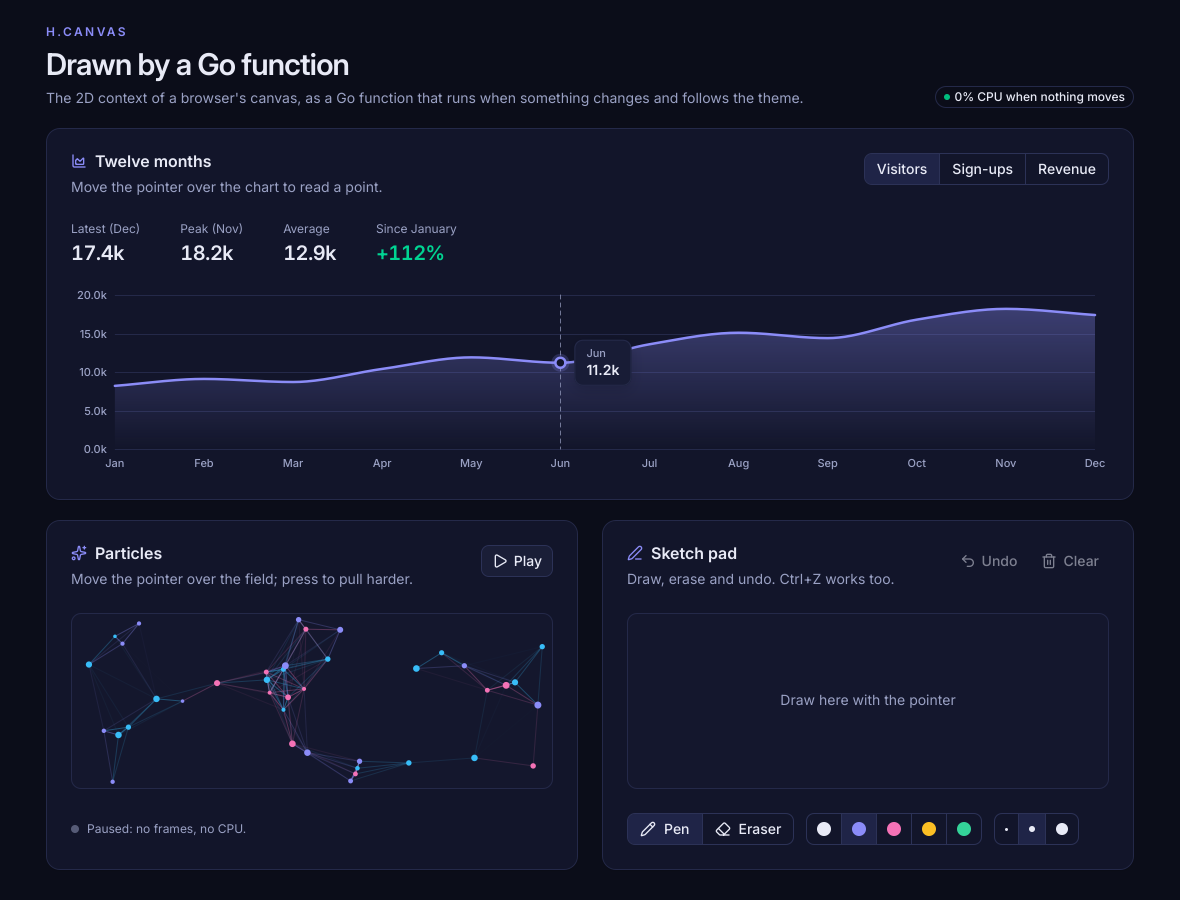 H.CANVAS
Drawn by a Go function
The 2D context of a browser's canvas, as a Go function that runs when something changes and follows the theme.
0% CPU when nothing moves
Twelve months
Move the pointer over the chart to read a point.
Visitors Sign-ups Revenue
Latest (Dec) Peak (Nov) Average Since January
17.4k 18.2k 12.9k +112%
20.0k
15.0k
Jun
11.2k
10.0k
5.0k
0.0k
Jan Feb Mar Apr May Jun Jul Aug Sep Oct Nov Dec
Particles
Move the pointer over the field; press to pull harder.
Play
Paused: no frames, no CPU.
Sketch pad
Draw, erase and undo. Ctrl+Z works too.
Undo Clear
Draw here with the pointer
Pen Eraser